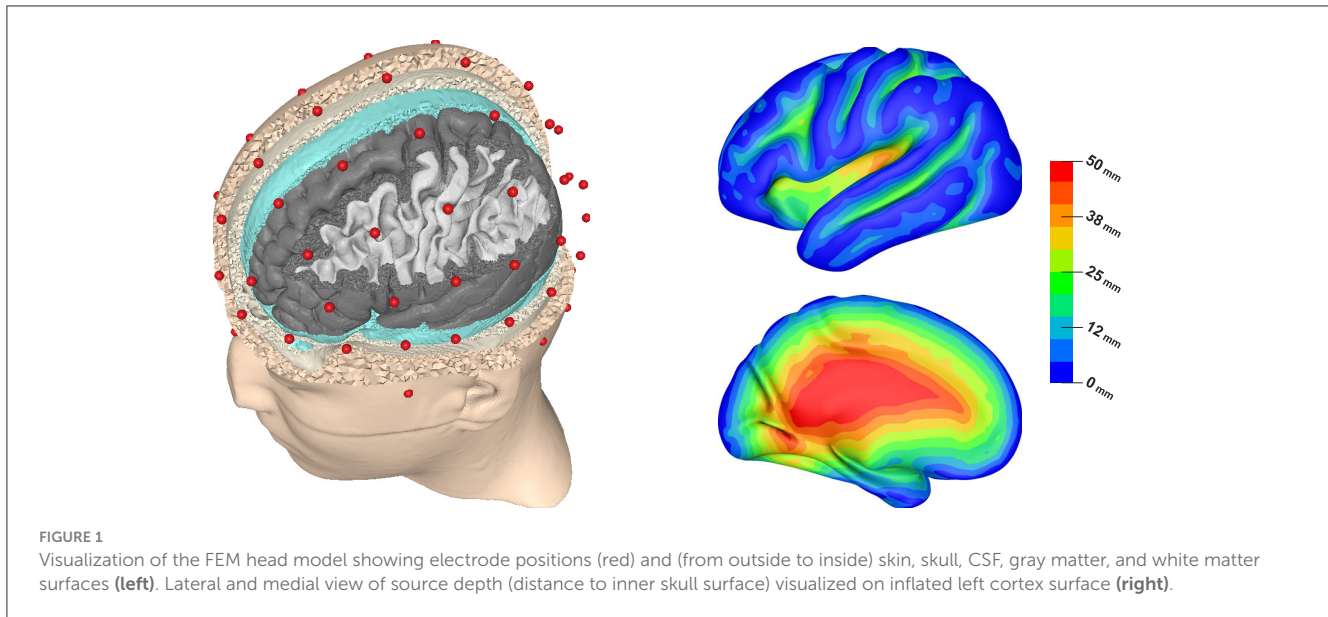 50 mm
38 mm
25 mm
12 mm
0 mm
FIGURE 1
Visualization of the FEM head model showing electrode positions (red) and (from outside to inside) skin, skull, CSF, gray matter, and white matter
surfaces (left). Lateral and medial view of source depth (distance to inner skull surface) visualized on inflated left cortex surface (right).